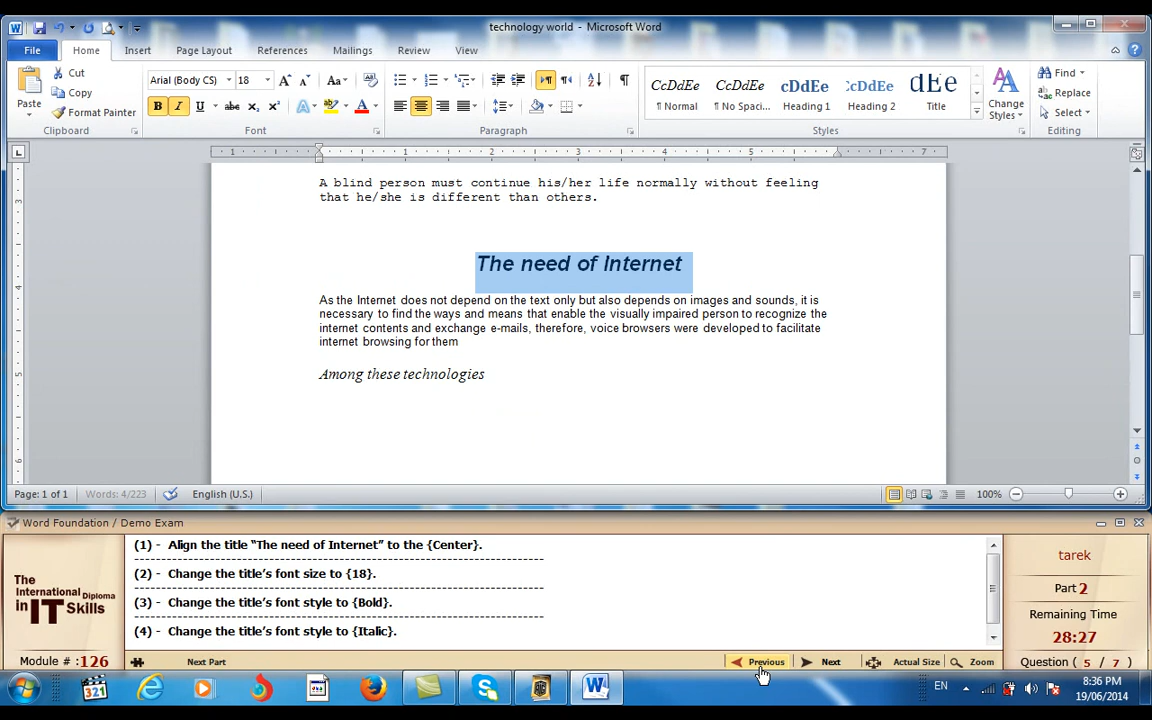 technology world - Microsoft Word
File Home Insert Page Layout References Mailings Review View
Paste
Cut
Copy
Format Painter
Clipboard
Arial (Body CS) 18
Font
Paragraph
AaBbCcDdEe
¶ Normal ¶ No Spaci... Heading 1 Heading 2 Title
Change Styles
Styles
Find
Replace
Select
Editing
1 1 2 3 4 5 7
A blind person must continue his/her life normally without feeling
that he/she is different than others.
The need of Internet
As the Internet does not depend on the text only but also depends on images and sounds, it is
necessary to find the ways and means that enable the visually impaired person to recognize the
internet contents and exchange e-mails, therefore, voice browsers were developed to facilitate
internet browsing for them
Among these technologies
Page: 1 of 1 Words: 4/223 English (U.S.) 100%
Word Foundation / Demo Exam
The International Diploma in IT Skills
Module # :126
(1) - Align the title “The need of Internet” to the {Center}.
(2) - Change the title’s font size to {18}.
(3) - Change the title’s font style to {Bold}.
(4) - Change the title’s font style to {Italic}.
tarek
Part 2
Remaining Time
28:27
Question ( 5 / 7 )
Next Part Previous Next Actual Size Zoom
321
EN
8:36 PM
19/06/2014